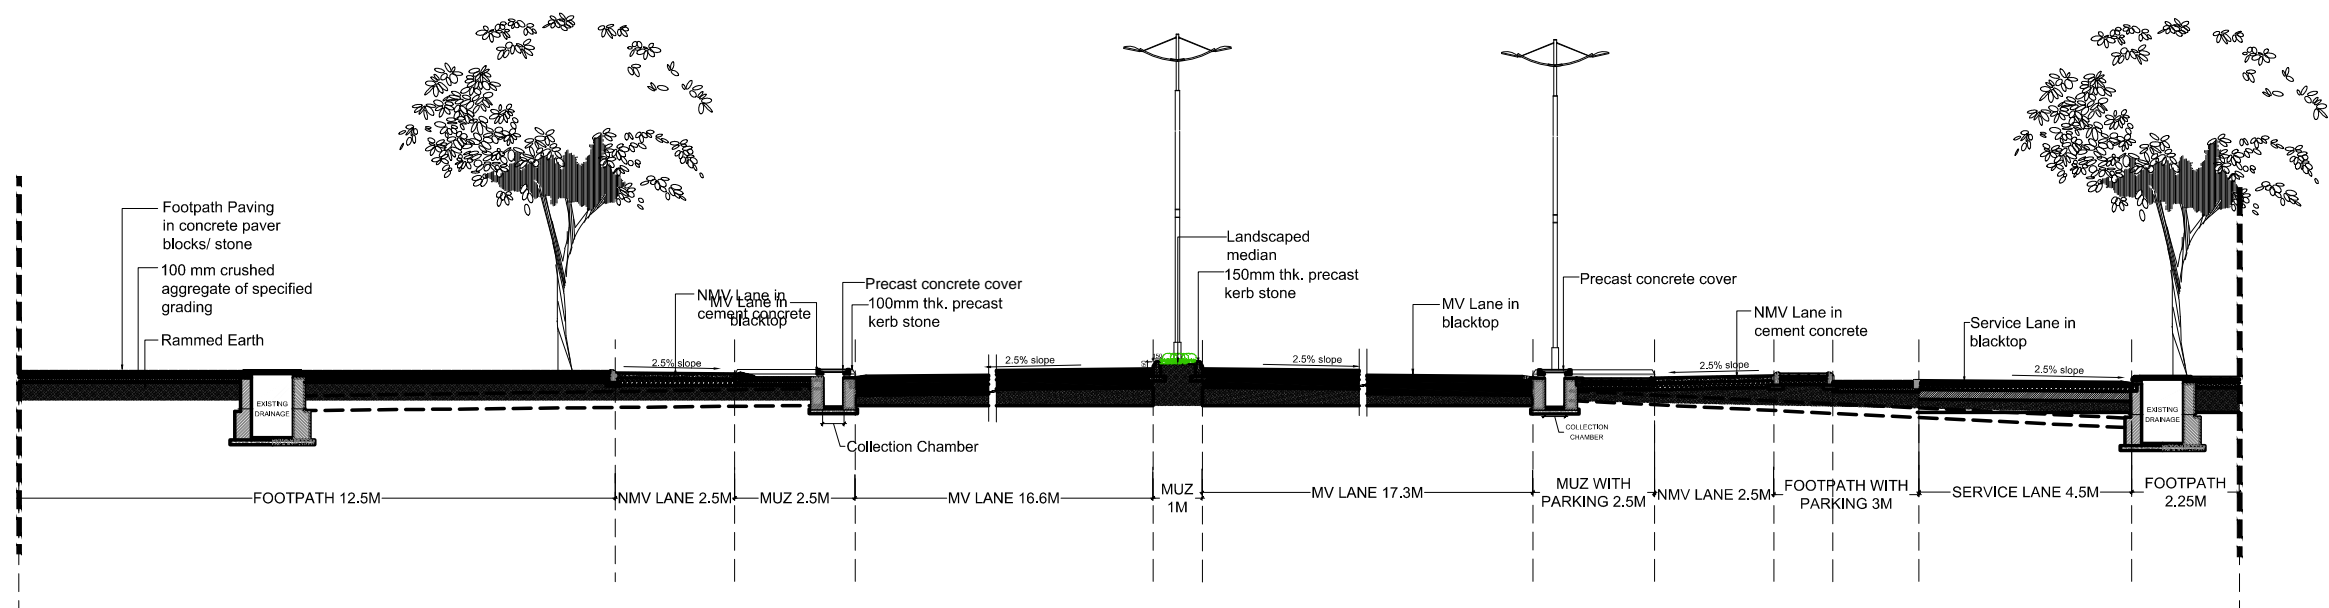 Footpath Paving
in concrete paver
blocks/ stone
100 mm crushed
aggregate of specified
grading
Rammed Earth
NMV Lane in
cement concrete
MV Lane in
blacktop
Precast concrete cover
100mm thk. precast
kerb stone
Landscaped
median
150mm thk. precast
kerb stone
MV Lane in
blacktop
Precast concrete cover
NMV Lane in
cement concrete
Service Lane in
blacktop
2.5% slope
2.5% slope
2.5% slope
2.5% slope
2.5% slope
EXISTING
DRAINAGE
Collection Chamber
COLLECTION
CHAMBER
EXISTING
DRAINAGE
FOOTPATH 12.5M
NMV LANE 2.5M
MUZ 2.5M
MV LANE 16.6M
MUZ
1M
MV LANE 17.3M
MUZ WITH
PARKING 2.5M
NMV LANE 2.5M
FOOTPATH WITH
PARKING 3M
SERVICE LANE 4.5M
FOOTPATH
2.25M